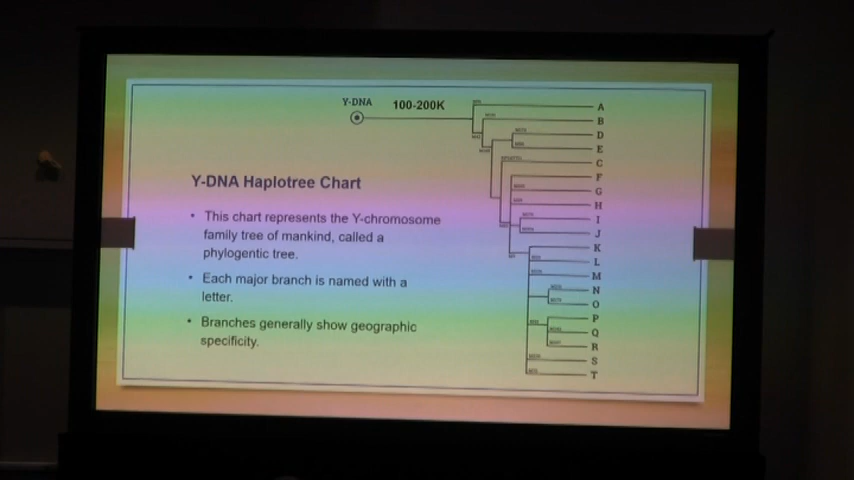 Y-DNA 100-200K
Y-DNA Haplotree Chart
• This chart represents the Y-chromosome
family tree of mankind, called a
phylogentic tree.
• Each major branch is named with a
letter.
• Branches generally show geographic
specificity.
A
B
D
E
C
F
G
H
I
J
K
L
M
N
O
P
Q
R
S
T